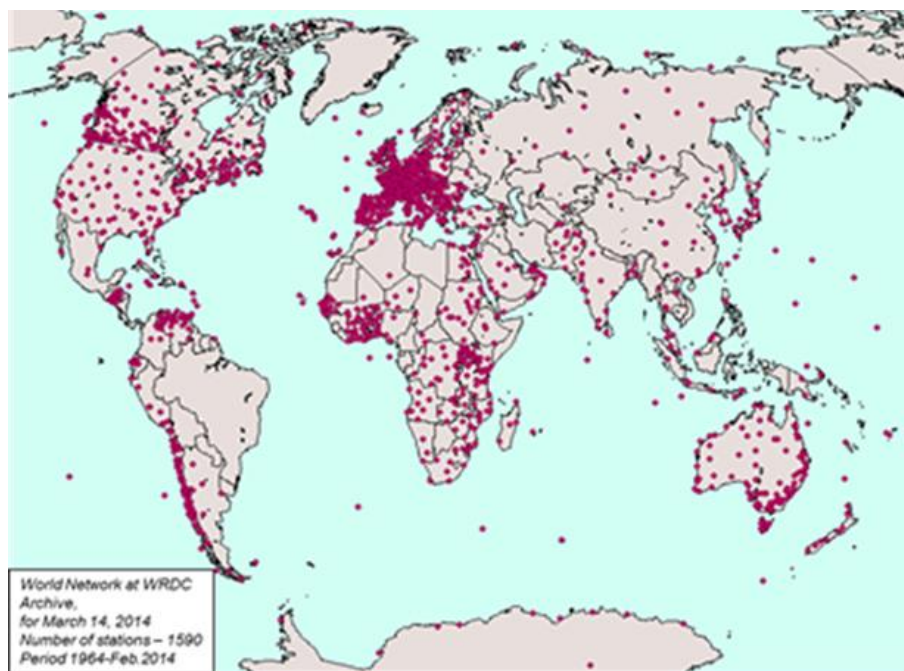 World Network at WRDC
Archive,
for March 14, 2014
Number of stations – 1590
Period 1964-Feb.2014